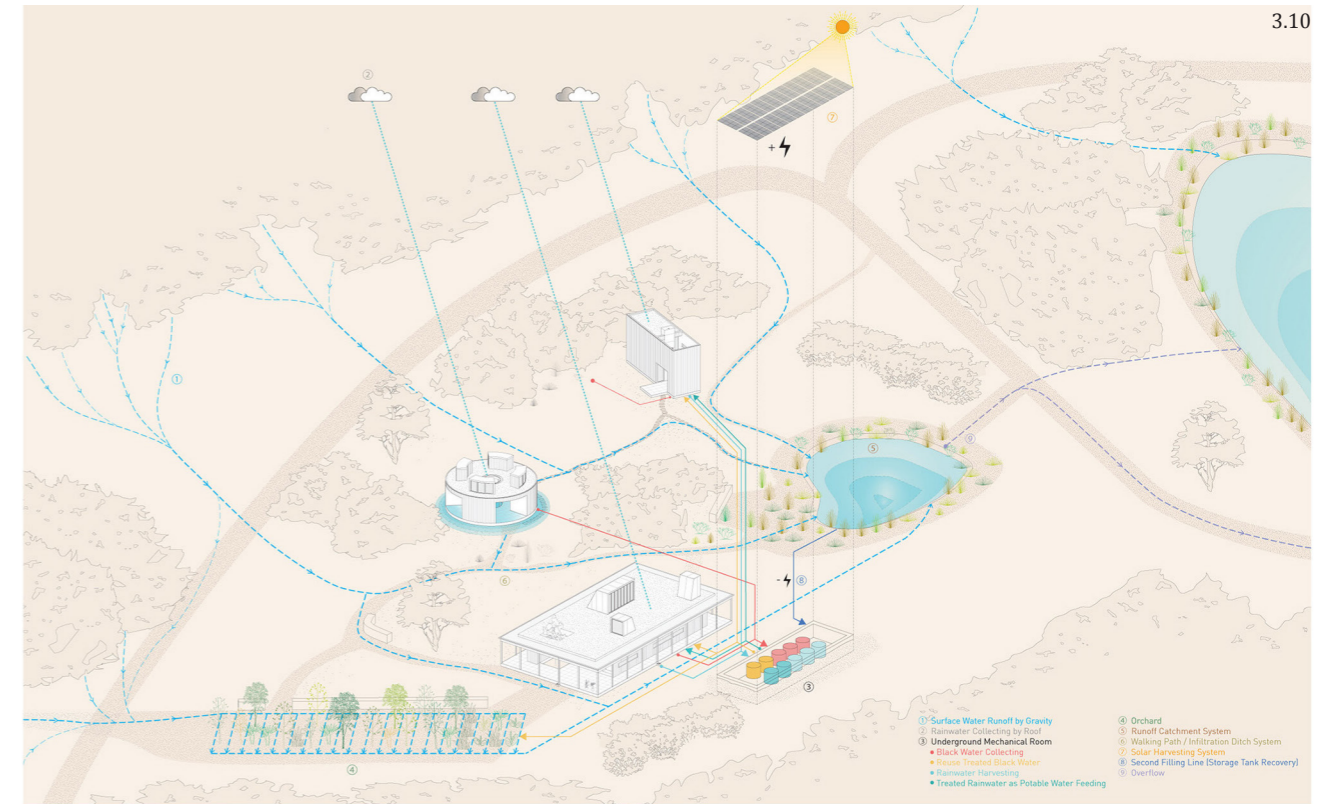 3.10
②
⑦
+
①
⑤
⑨
⑥
-
⑧
③
④
① Surface Water Runoff by Gravity
② Rainwater Collecting by Roof
③ Underground Mechanical Room
• Black Water Collecting
• Reuse Treated Black Water
• Rainwater Harvesting
• Treated Rainwater as Potable Water Feeding
④ Orchard
⑤ Runoff Catchment System
⑥ Walking Path / Infiltration Ditch System
⑦ Solar Harvesting System
⑧ Second Filling Line (Storage Tank Recovery)
⑨ Overflow